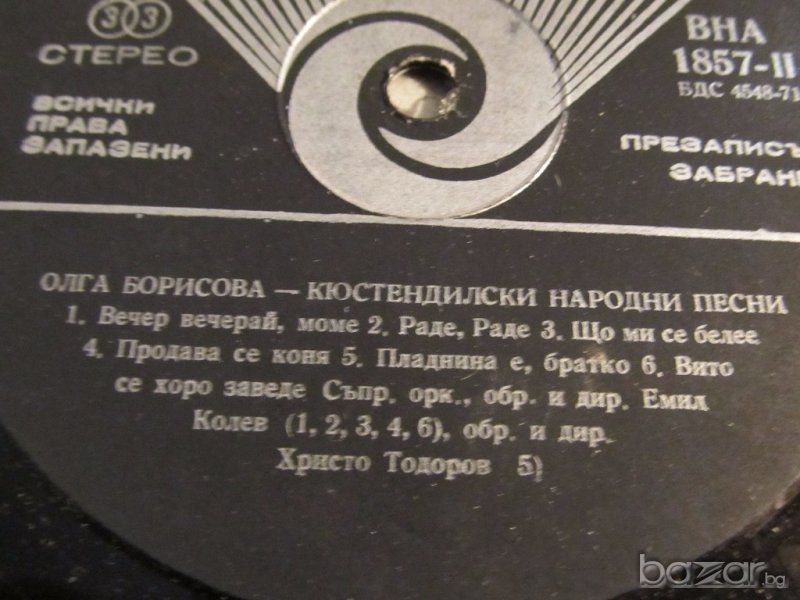 33
СТЕРЕО
ВСИЧКИ
ПРАВА
ЗАПАЗЕНИ
ВНА
1857-II
БДС 4548-71
ПРЕЗАПИСЪ
ЗАБРАНЕ
ОЛГА БОРИСОВА — КЮСТЕНДИЛСКИ НАРОДНИ ПЕСНИ
1. Вечер вечерай, моме 2. Раде, Раде 3. Що ми се белее
4. Продава се коня 5. Пладнина е, братко 6. Вито
се хоро заведе Съпр. орк., обр. и дир. Емил
Колев (1, 2, 3, 4, 6), обр. и дир.
Христо Тодоров 5)
bazar.bg